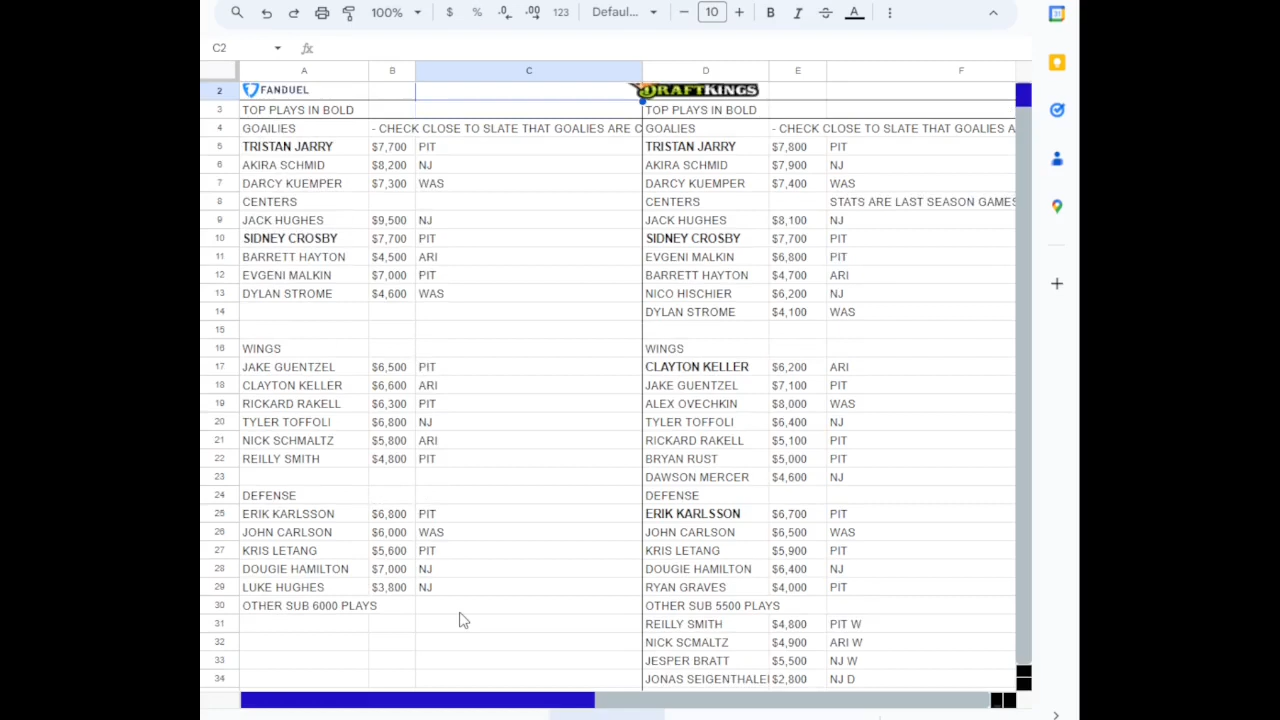 100% $ % .0 .00 123 Defaul... 10 B I A
C2 fx
A B C D E F
2 FANDUEL DRAFTKINGS
3 TOP PLAYS IN BOLD TOP PLAYS IN BOLD
4 GOAILIES - CHECK CLOSE TO SLATE THAT GOALIES ARE C GOALIES - CHECK CLOSE TO SLATE THAT GOALIES A
5 TRISTAN JARRY $7,700 PIT TRISTAN JARRY $7,800 PIT
6 AKIRA SCHMID $8,200 NJ AKIRA SCHMID $7,900 NJ
7 DARCY KUEMPER $7,300 WAS DARCY KUEMPER $7,400 WAS
8 CENTERS CENTERS STATS ARE LAST SEASON GAMES
9 JACK HUGHES $9,500 NJ JACK HUGHES $8,100 NJ
10 SIDNEY CROSBY $7,700 PIT SIDNEY CROSBY $7,700 PIT
11 BARRETT HAYTON $4,500 ARI EVGENI MALKIN $6,800 PIT
12 EVGENI MALKIN $7,000 PIT BARRETT HAYTON $4,700 ARI
13 DYLAN STROME $4,600 WAS NICO HISCHIER $6,200 NJ
14 DYLAN STROME $4,100 WAS
15
16 WINGS WINGS
17 JAKE GUENTZEL $6,500 PIT CLAYTON KELLER $6,200 ARI
18 CLAYTON KELLER $6,600 ARI JAKE GUENTZEL $7,100 PIT
19 RICKARD RAKELL $6,300 PIT ALEX OVECHKIN $8,000 WAS
20 TYLER TOFFOLI $6,800 NJ TYLER TOFFOLI $6,400 NJ
21 NICK SCHMALTZ $5,800 ARI RICKARD RAKELL $5,100 PIT
22 REILLY SMITH $4,800 PIT BRYAN RUST $5,000 PIT
23 DAWSON MERCER $4,600 NJ
24 DEFENSE DEFENSE
25 ERIK KARLSSON $6,800 PIT ERIK KARLSSON $6,700 PIT
26 JOHN CARLSON $6,000 WAS JOHN CARLSON $6,500 WAS
27 KRIS LETANG $5,600 PIT KRIS LETANG $5,900 PIT
28 DOUGIE HAMILTON $7,000 NJ DOUGIE HAMILTON $6,400 NJ
29 LUKE HUGHES $3,800 NJ RYAN GRAVES $4,000 PIT
30 OTHER SUB 6000 PLAYS OTHER SUB 5500 PLAYS
31 REILLY SMITH $4,800 PIT W
32 NICK SCMALTZ $4,900 ARI W
33 JESPER BRATT $5,500 NJ W
34 JONAS SEIGENTHALEI $2,800 NJ D